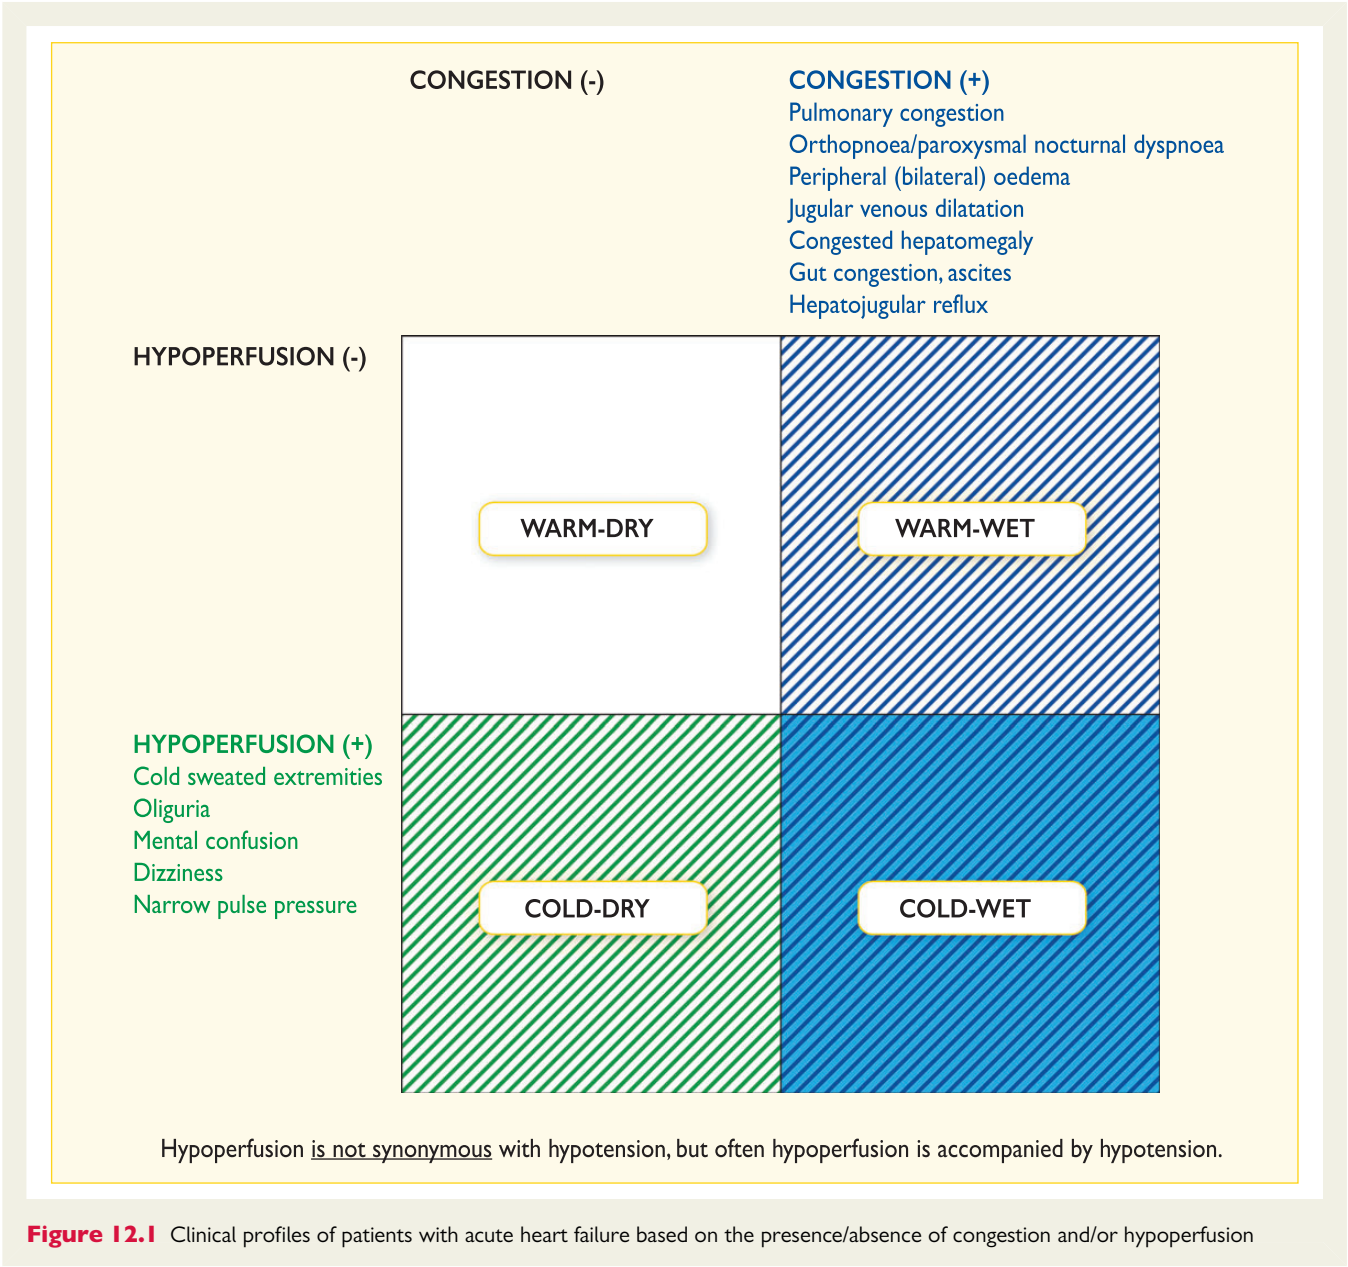 CONGESTION (-)
CONGESTION (+)
Pulmonary congestion
Orthopnoea/paroxysmal nocturnal dyspnoea
Peripheral (bilateral) oedema
Jugular venous dilatation
Congested hepatomegaly
Gut congestion, ascites
Hepatojugular reflux
HYPOPERFUSION (-)
WARM-DRY
WARM-WET
HYPOPERFUSION (+)
Cold sweated extremities
Oliguria
Mental confusion
Dizziness
Narrow pulse pressure
COLD-DRY
COLD-WET
Hypoperfusion is not synonymous with hypotension, but often hypoperfusion is accompanied by hypotension.
Figure 12.1 Clinical profiles of patients with acute heart failure based on the presence/absence of congestion and/or hypoperfusion